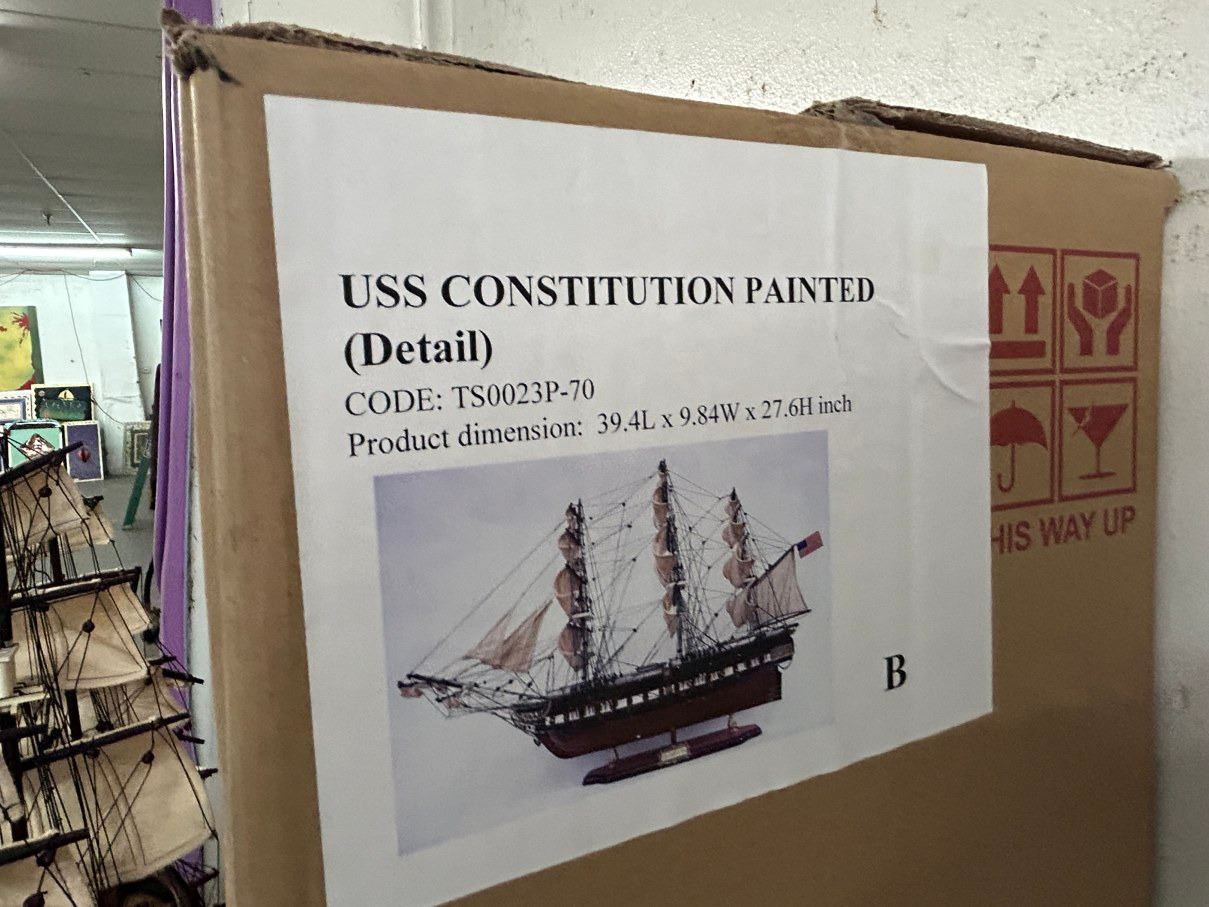 USS CONSTITUTION PAINTED
(Detail)
CODE: TS0023P-70
Product dimension: 39.4L x 9.84W x 27.6H inch
B
HIS WAY UP